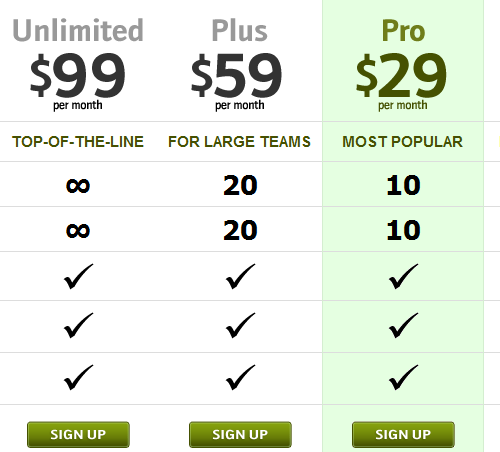 Unlimited Plus Pro
$99 $59 $29
per month per month per month
TOP-OF-THE-LINE FOR LARGE TEAMS MOST POPULAR
∞ 20 10
∞ 20 10
✓ ✓ ✓
✓ ✓ ✓
✓ ✓ ✓
SIGN UP SIGN UP SIGN UP